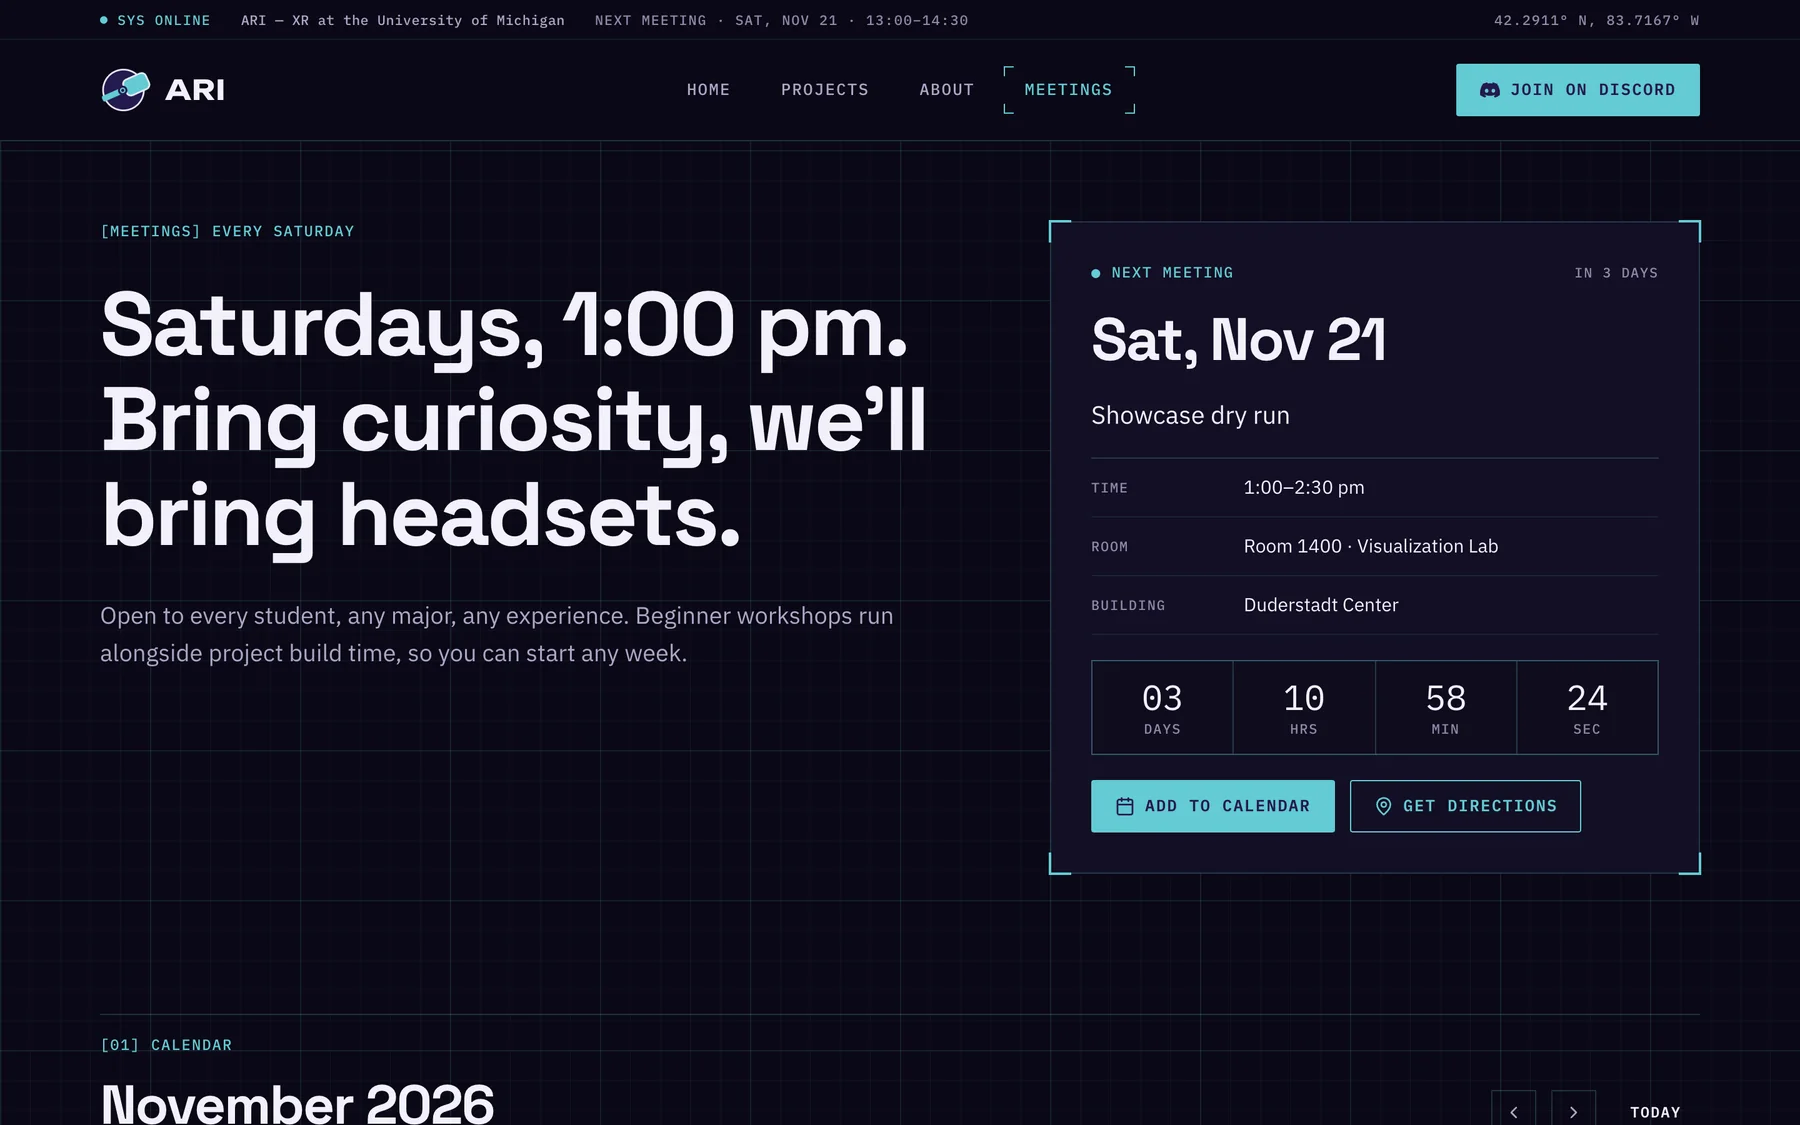 SYS ONLINE ARI — XR at the University of Michigan NEXT MEETING · SAT, NOV 21 · 13:00–14:30 42.2911° N, 83.7167° W
ARI HOME PROJECTS ABOUT MEETINGS JOIN ON DISCORD
[MEETINGS] EVERY SATURDAY
Saturdays, 1:00 pm.
Bring curiosity, we’ll
bring headsets.
Open to every student, any major, any experience. Beginner workshops run
alongside project build time, so you can start any week.
NEXT MEETING IN 3 DAYS
Sat, Nov 21
Showcase dry run
TIME 1:00–2:30 pm
ROOM Room 1400 · Visualization Lab
BUILDING Duderstadt Center
03 10 58 24
DAYS HRS MIN SEC
ADD TO CALENDAR GET DIRECTIONS
[01] CALENDAR
November 2026
TODAY